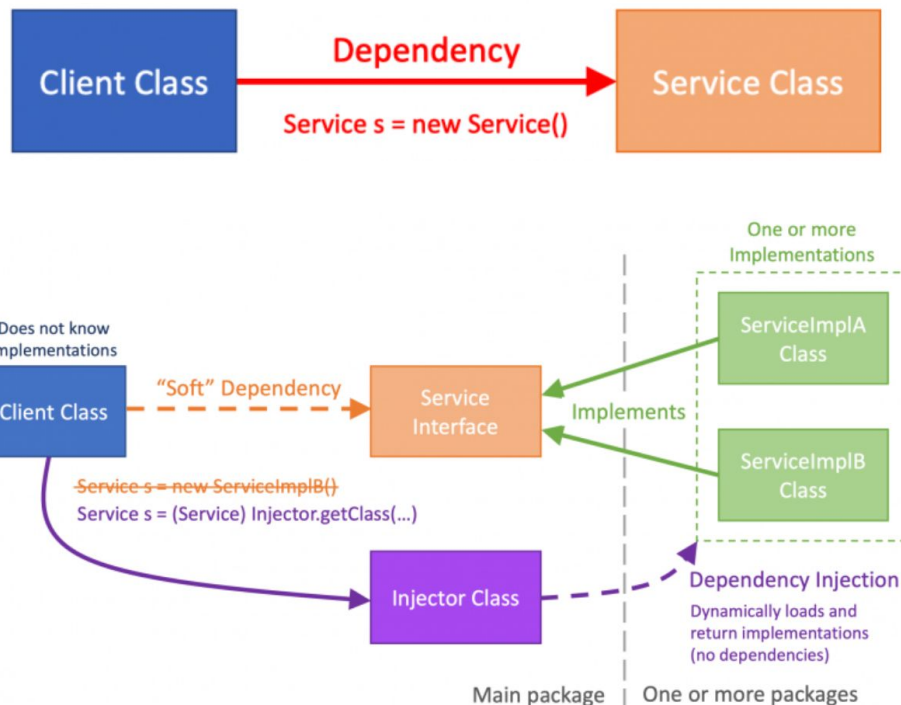 Client Class
Dependency
Service s = new Service()
Service Class
One or more
Implementations
Does not know
mplementations
Client Class
"Soft" Dependency
Service
Interface
Implements
ServiceImplA
Class
ServiceImplB
Class
Service s = new ServiceImplB()
Service s = (Service) Injector.getClass(...)
Injector Class
Dependency Injection
Dynamically loads and
return implementations
(no dependencies)
Main package
One or more packages